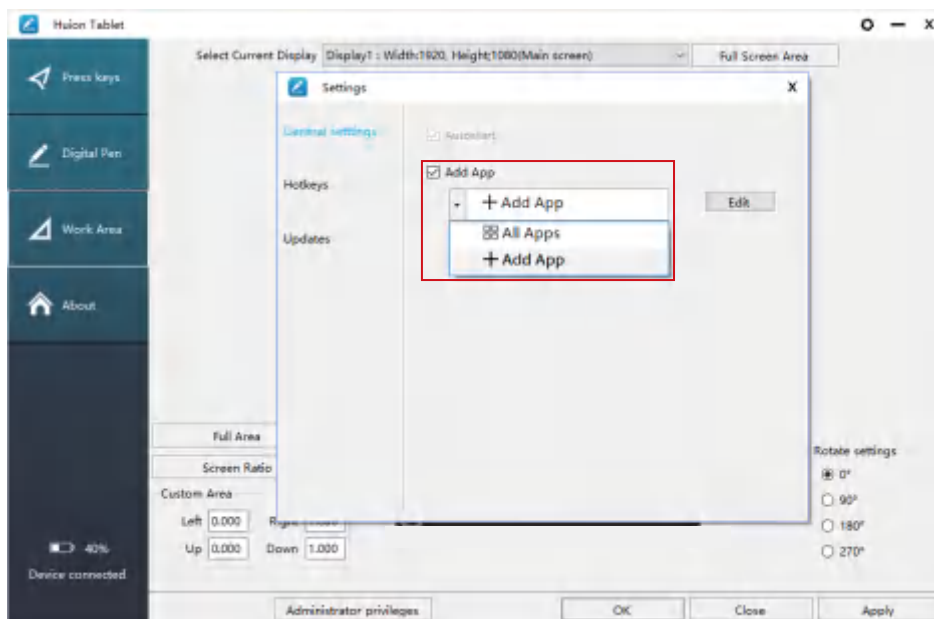 Huion Tablet
X
Select Current Display Display1 : Width:1920, Height:1080(Main screen)
Full Screen Area
Press keys
Digital Pen
Work Area
About
Settings
X
General settings
Hotkeys
Updates
Autostart
Add App
+ Add App
Edit
All Apps
+ Add App
Full Area
Screen Ratio
Custom Area
Left 0.000
Up 0.000 Down 1.000
Rotate settings
0°
90°
180°
270°
40%
Device connected
Administrator privileges
OK
Close
Apply